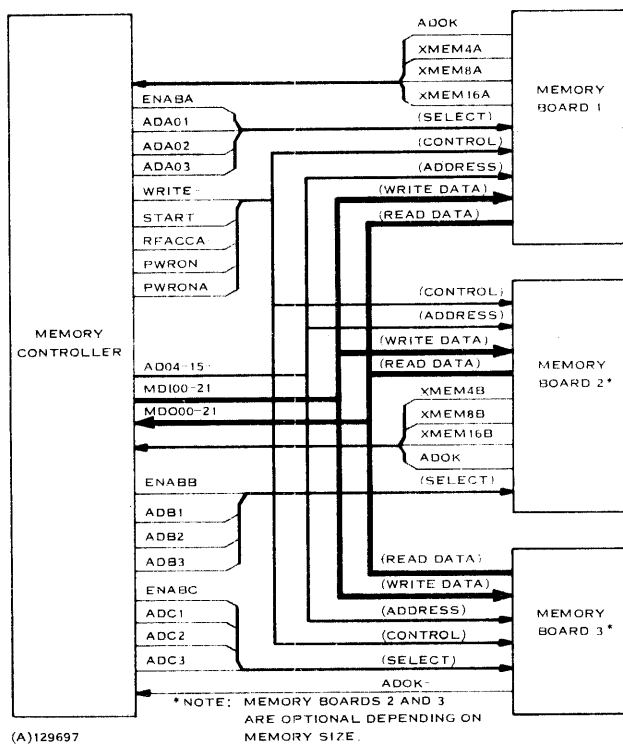 ADOK
XMEM4A
XMEM8A
XMEM16A
MEMORY
BOARD 1
ENABA
ADA01
ADA02
ADA03
(SELECT)
(CONTROL)
(ADDRESS)
(WRITE DATA)
(READ DATA)
WRITE-
START
RFACCA
PWRON
PWRONA
MEMORY
CONTROLLER
(CONTROL)
(ADDRESS)
(WRITE DATA)
(READ DATA)
MEMORY
BOARD 2*
AD04-15-
MDI00-21
MDO00-21
XMEM4B
XMEM8B
XMEM16B
ADOK
(SELECT)
ENABB
ADB1
ADB2
ADB3
(READ DATA)
(WRITE DATA)
(ADDRESS)
(CONTROL)
(SELECT)
MEMORY
BOARD 3*
ENABC
ADC1
ADC2
ADC3
ADOK-
*NOTE: MEMORY BOARDS 2 AND 3
ARE OPTIONAL DEPENDING ON
MEMORY SIZE.
(A)129697